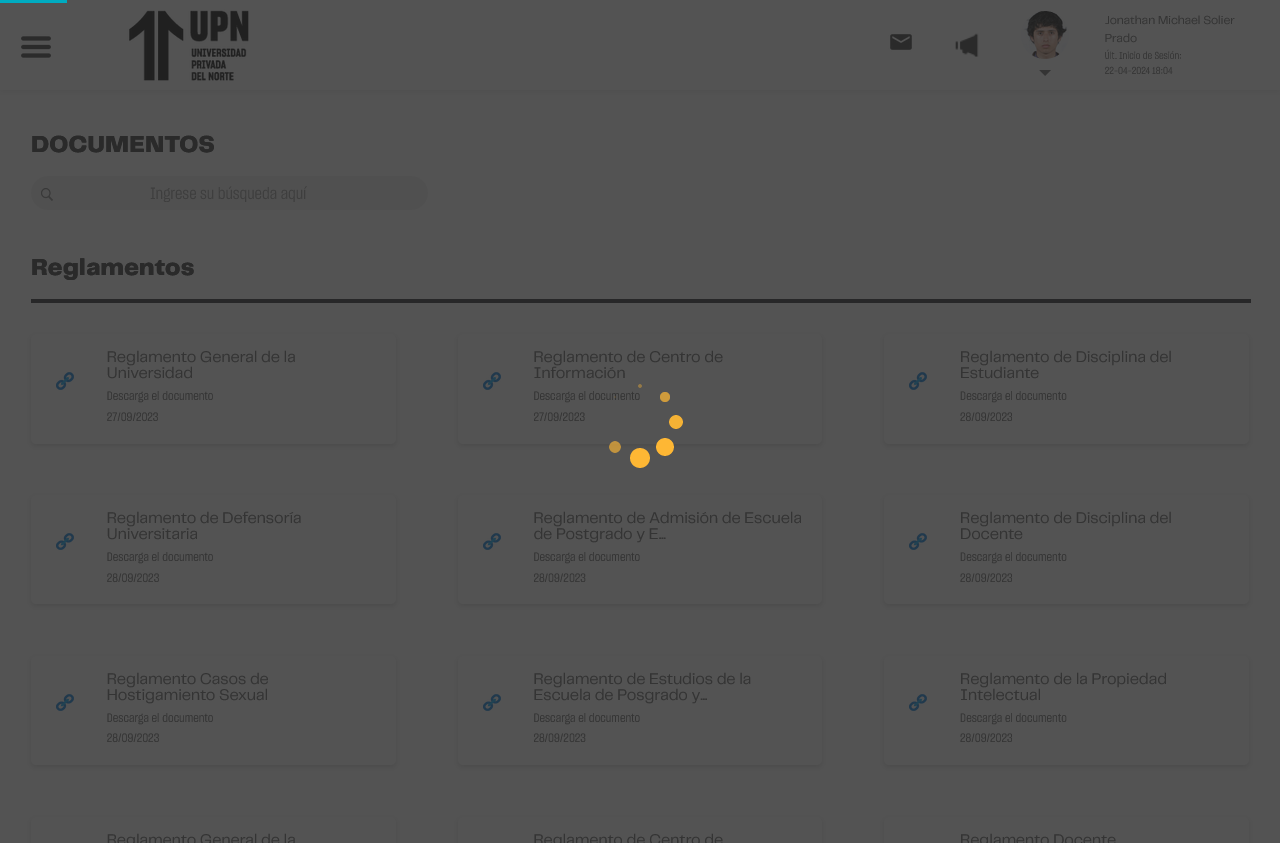 UPN
UNIVERSIDAD
PRIVADA
DEL NORTE
Jonathan Michael Solier
Prado
Últ. Inicio de Sesión:
22-04-2024 18:04
DOCUMENTOS
Ingrese su búsqueda aquí
Reglamentos
Reglamento General de la
Universidad
Descarga el documento
27/09/2023
Reglamento de Centro de
Información
Descarga el documento
27/09/2023
Reglamento de Disciplina del
Estudiante
Descarga el documento
28/09/2023
Reglamento de Defensoría
Universitaria
Descarga el documento
28/09/2023
Reglamento de Admisión de Escuela
de Postgrado y E...
Descarga el documento
28/09/2023
Reglamento de Disciplina del
Docente
Descarga el documento
28/09/2023
Reglamento Casos de
Hostigamiento Sexual
Descarga el documento
28/09/2023
Reglamento de Estudios de la
Escuela de Posgrado y...
Descarga el documento
28/09/2023
Reglamento de la Propiedad
Intelectual
Descarga el documento
28/09/2023
Reglamento General de la
Reglamento de Centro de
Reglamento Docente